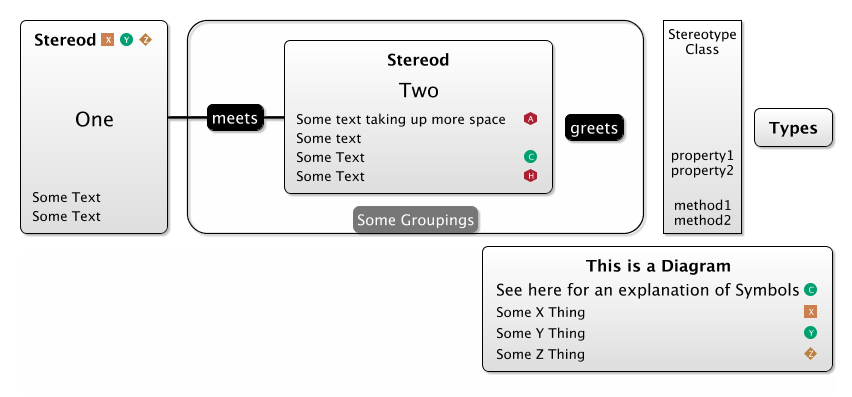 Stereod X Y Z
One
Some Text
Some Text
meets
Stereod
Two
Some text taking up more space A
Some text
Some Text C
Some Text H
greets
Some Groupings
Stereotype
Class
property1
property2
method1
method2
Types
This is a Diagram
See here for an explanation of Symbols C
Some X Thing X
Some Y Thing Y
Some Z Thing Z